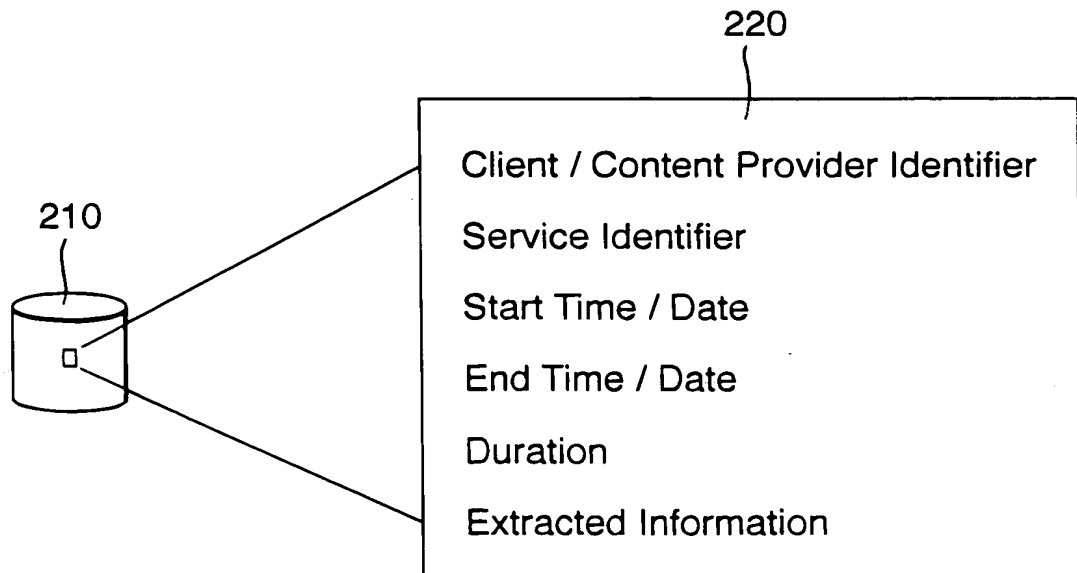 220
Client / Content Provider Identifier
210
Service Identifier
Start Time / Date
End Time / Date
Duration
Extracted Information